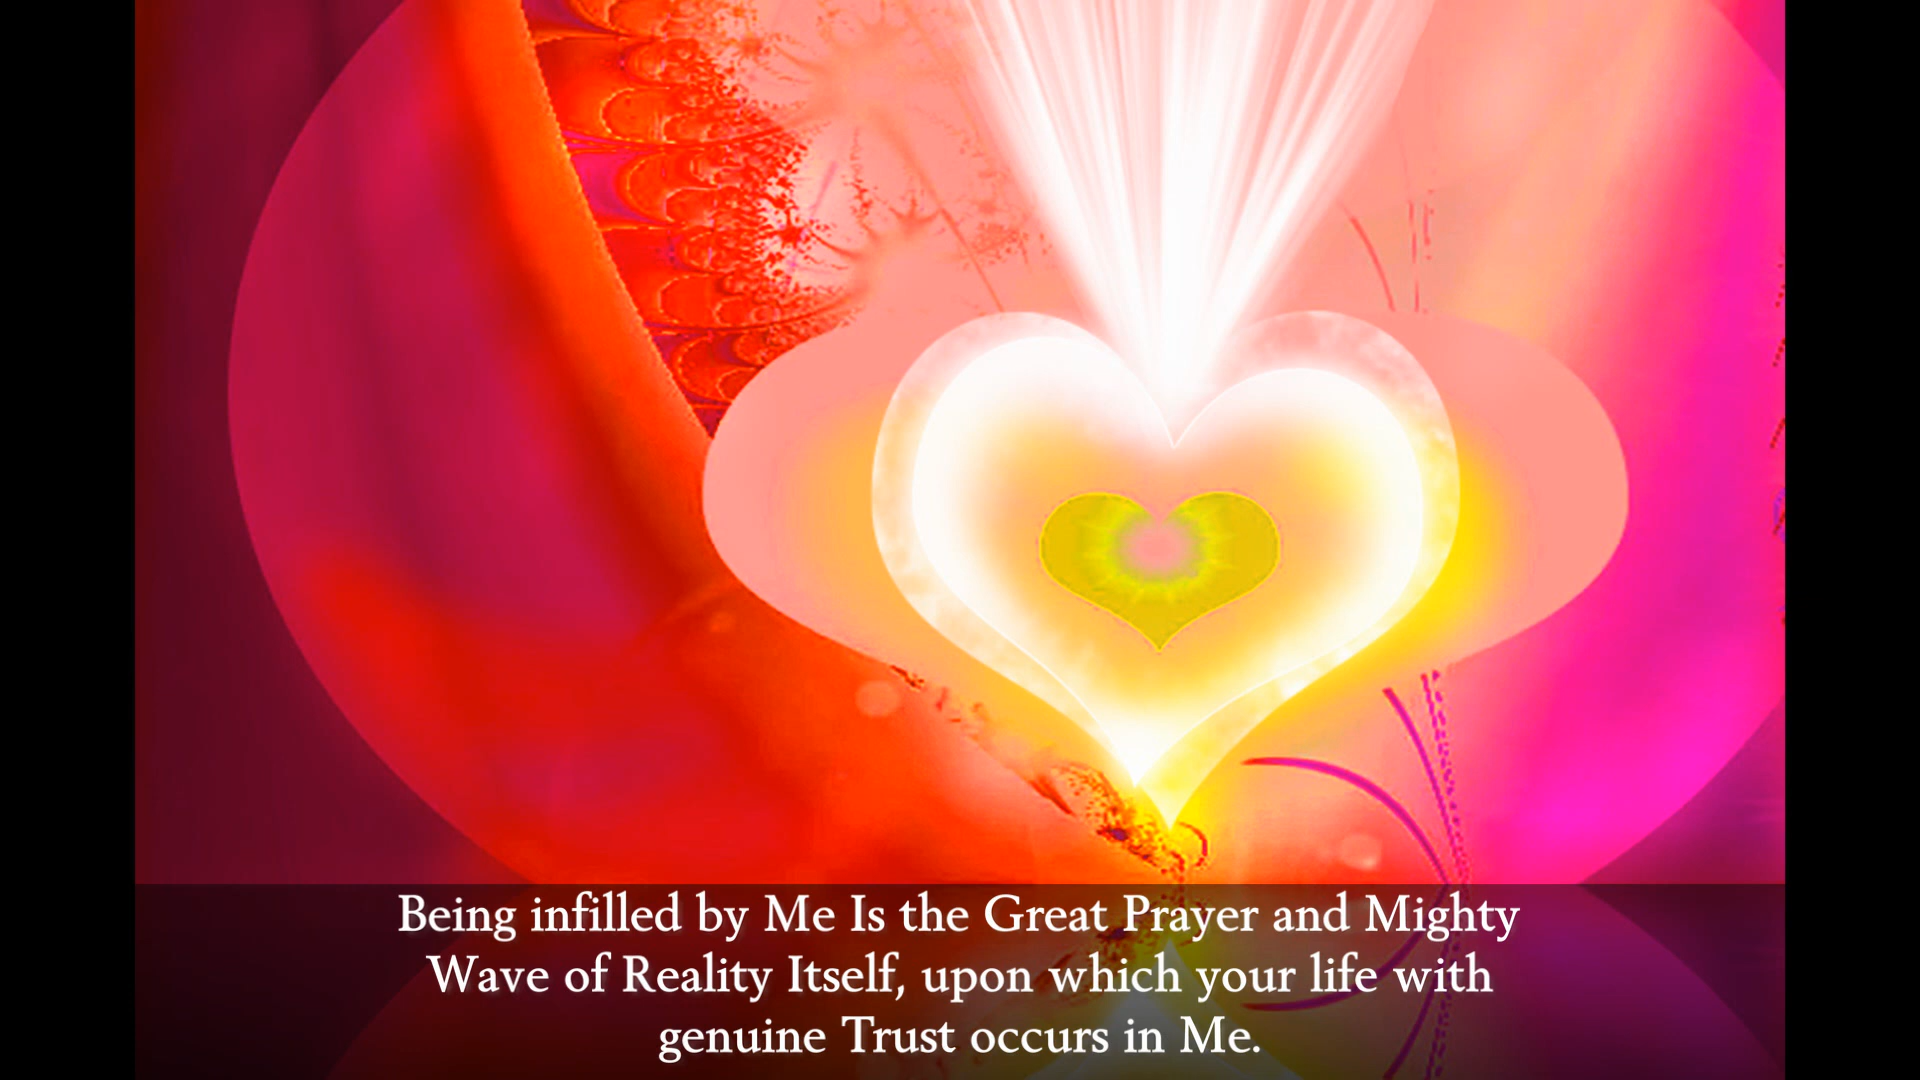 Being infilled by Me Is the Great Prayer and Mighty
Wave of Reality Itself, upon which your life with
genuine Trust occurs in Me.